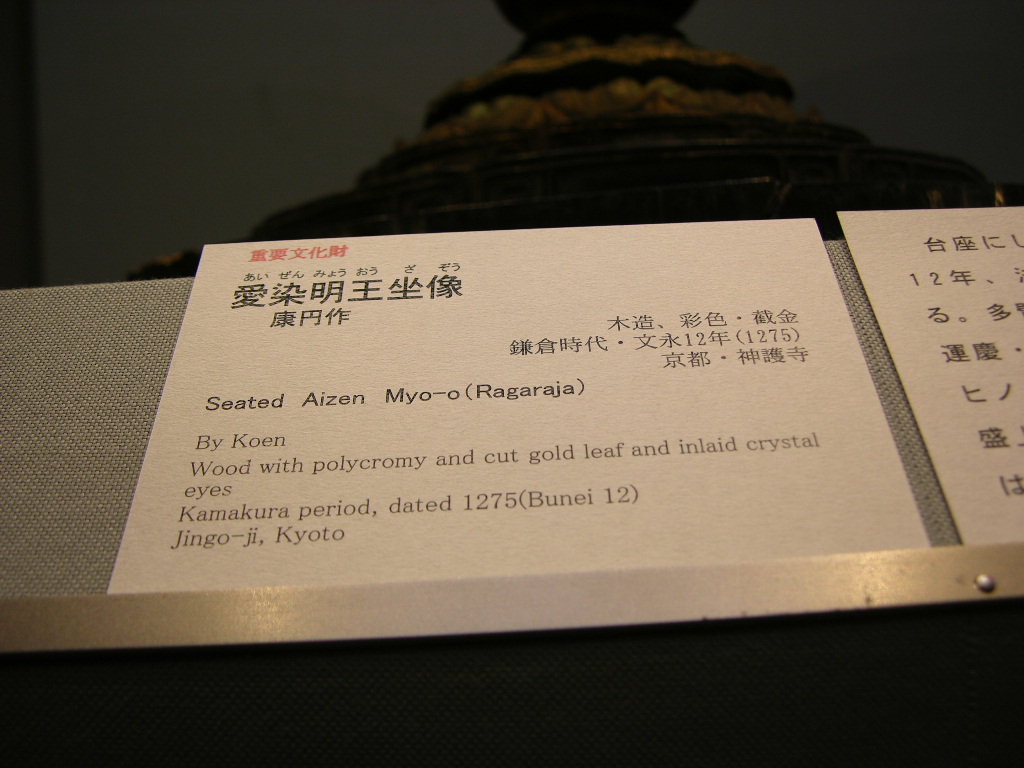 重要文化財
あい ぜん みょう おう ざ ぞう
愛染明王坐像
康円作
木造、彩色・截金
鎌倉時代・文永12年(1275)
京都・神護寺
Seated Aizen Myo-o(Ragaraja)
By Koen
Wood with polycromy and cut gold leaf and inlaid crystal
eyes
Kamakura period, dated 1275(Bunei 12)
Jingo-ji, Kyoto
台座に
12年、
る。多
運慶・
ヒノ
盛
は